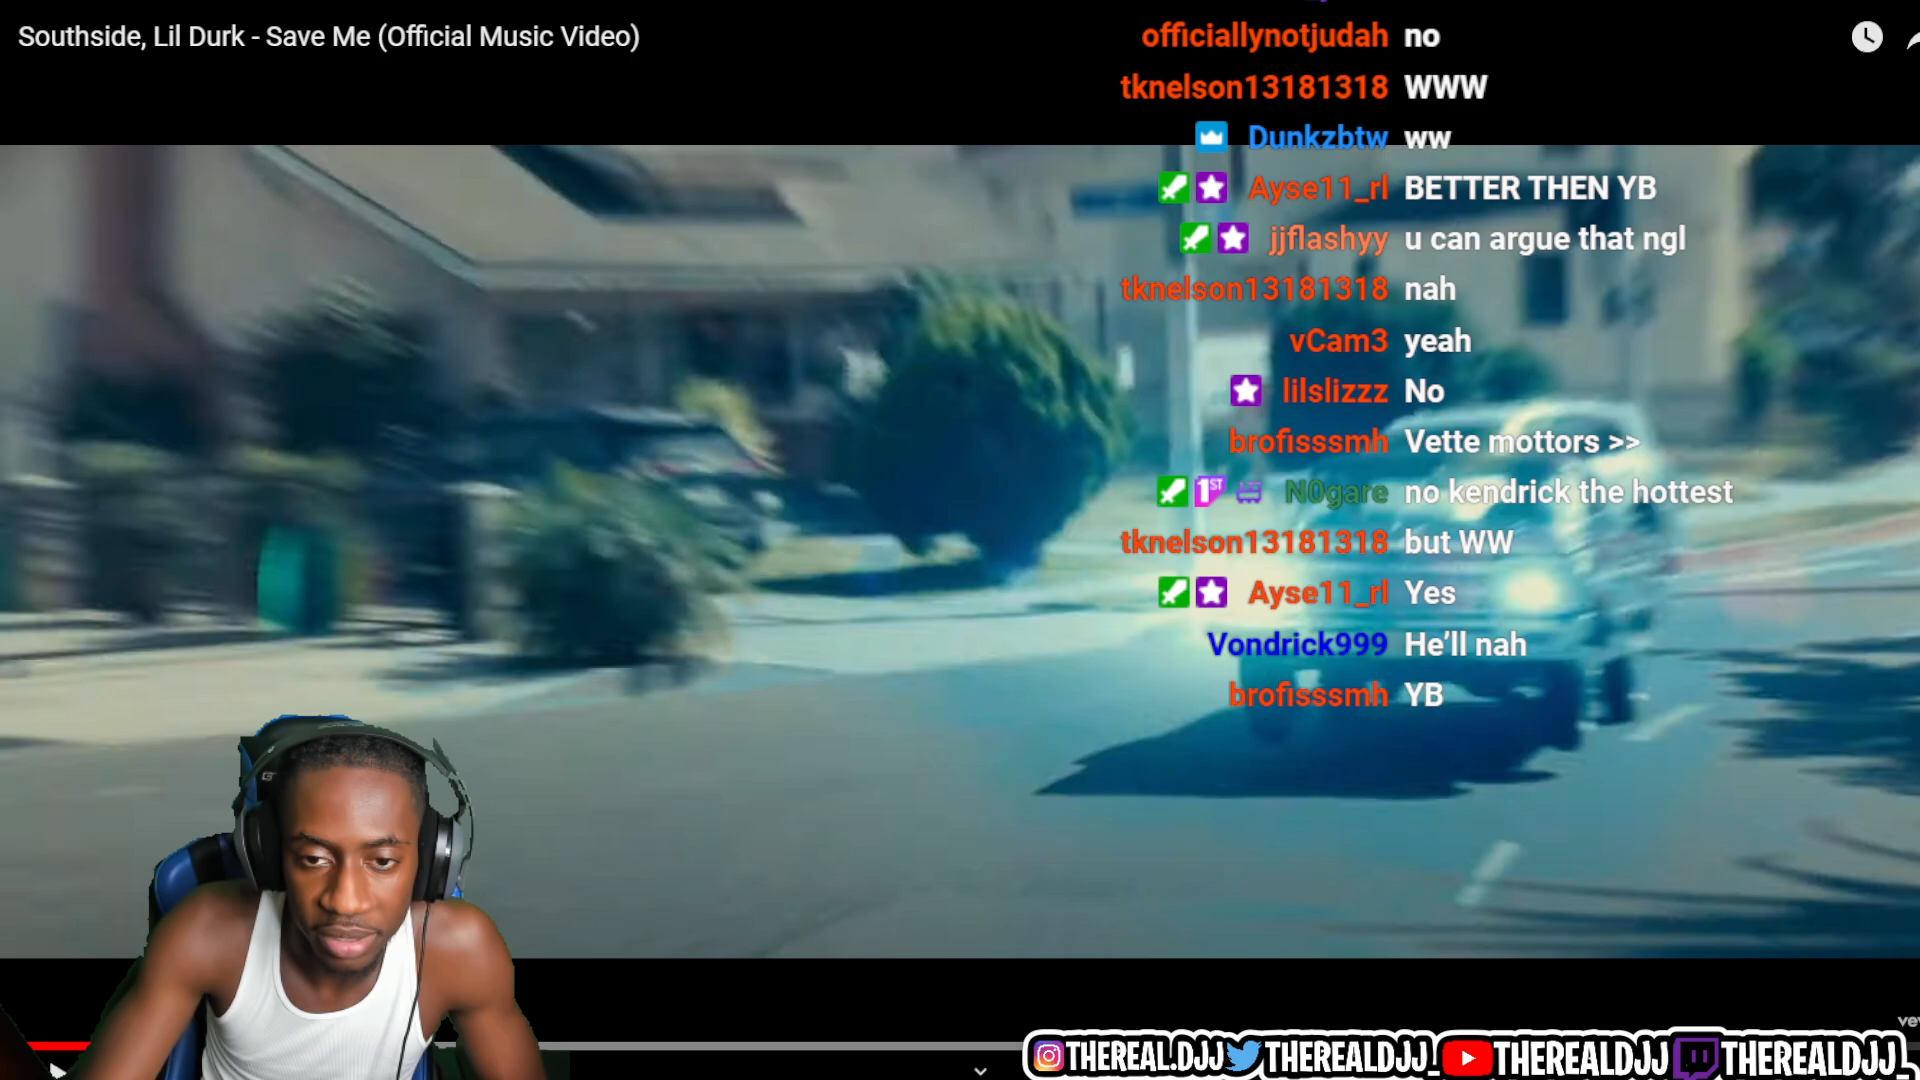 Southside, Lil Durk - Save Me (Official Music Video)
officiallynotjudah no
tknelson13181318 WWW
Dunkzbtw ww
Ayse11_rl BETTER THEN YB
jjflashyy u can argue that ngl
tknelson13181318 nah
vCam3 yeah
lilslizzz No
brofisssmh Vette mottors >>
1ST N0gare no kendrick the hottest
tknelson13181318 but WW
Ayse11_rl Yes
Vondrick999 He’ll nah
brofisssmh YB
THEREAL.DJJ THEREALDJJ_ THEREALDJJ THEREALDJJ_